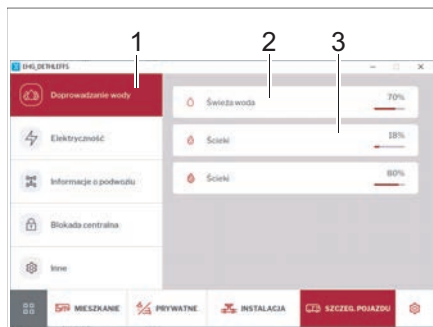 1 2 3
EHG_DETHLEFFS
Doprowadzanie wody
Świeża woda 70%
Elektryczność
Ścieki 18%
Informacje o podwoziu
Ścieki 80%
Blokada centralna
Inne
MIESZKANIE PRYWATNE INSTALACJA SZCZEG. POJAZDU